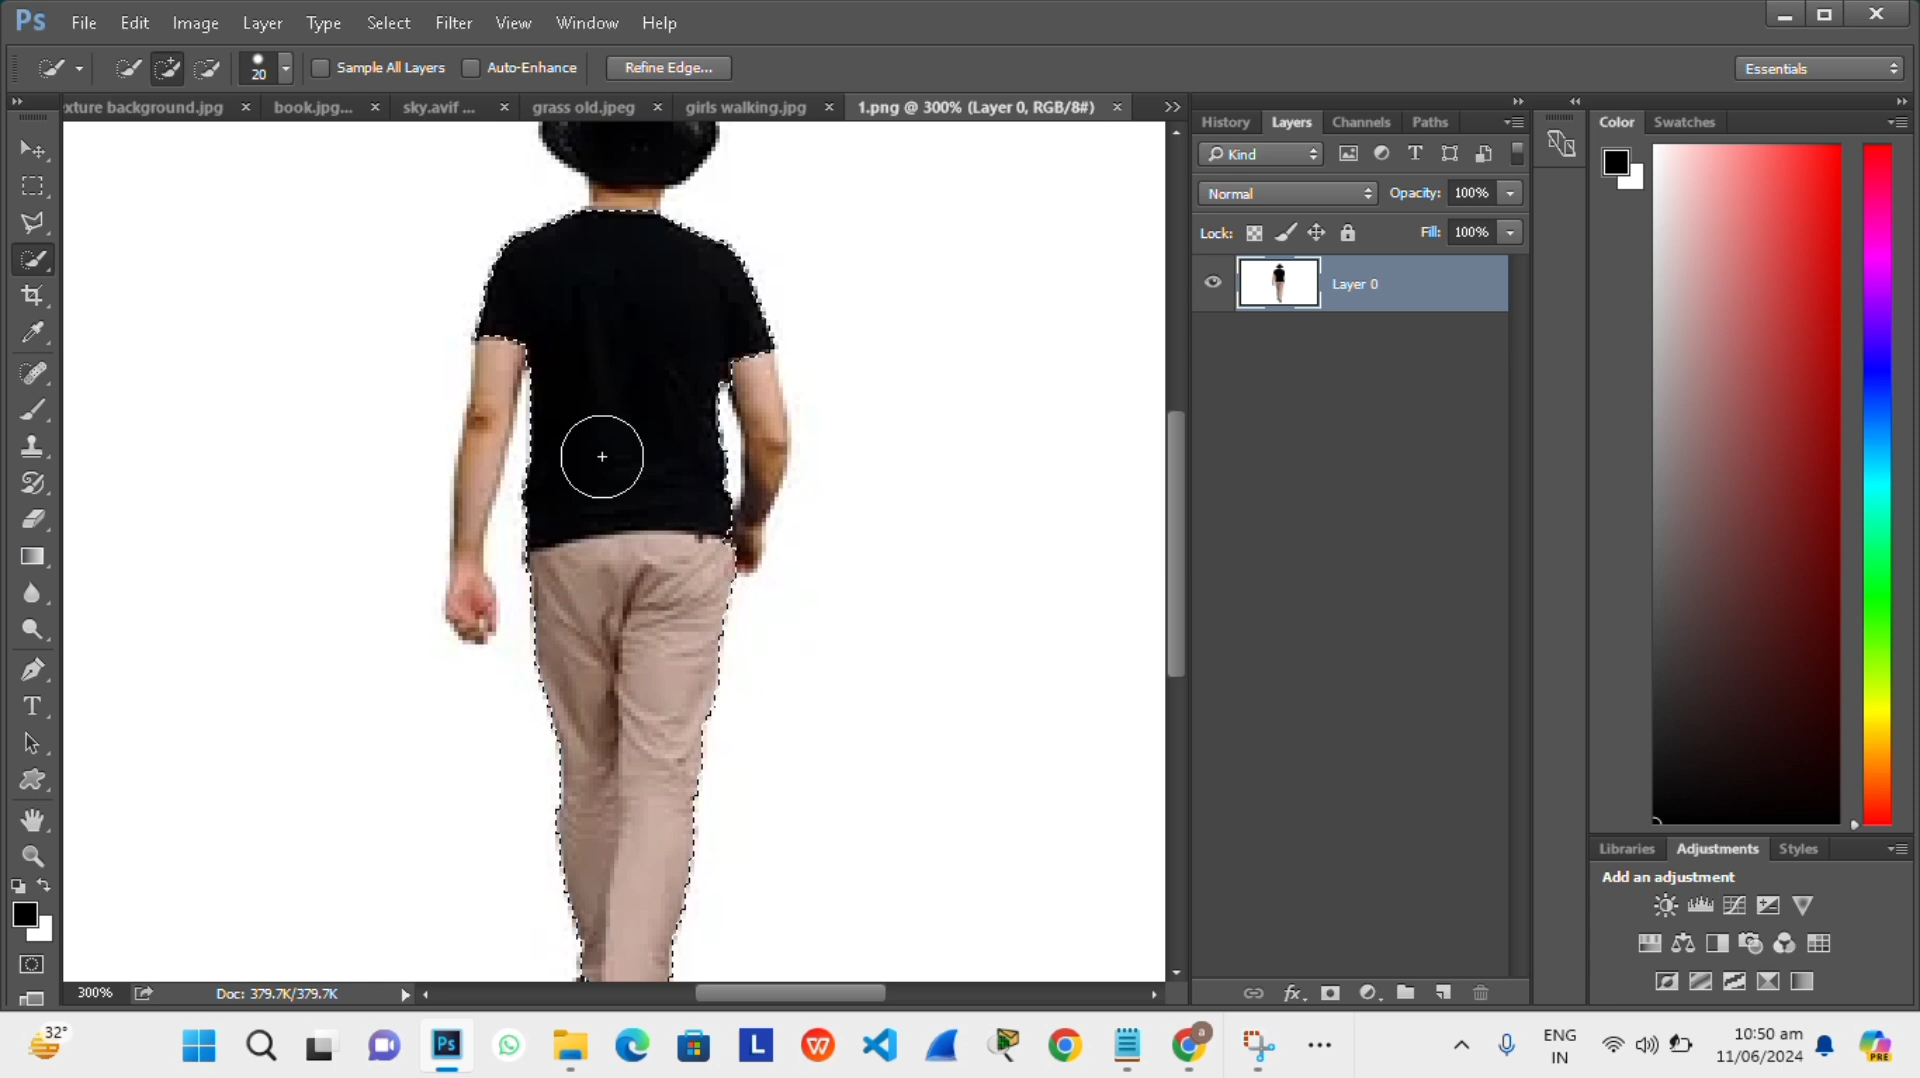 Ps File Edit Image Layer Type Select Filter View Window Help
20 Sample All Layers Auto-Enhance Refine Edge... Essentials
xture background.jpg × book.jpg... × sky.avif ... × grass old.jpeg × girls walking.jpg × 1.png @ 300% (Layer 0, RGB/8#) ×
History Layers Channels Paths
Color Swatches
Kind
Normal Opacity: 100%
Lock: Fill: 100%
Layer 0
Libraries Adjustments Styles
Add an adjustment
300% Doc: 379.7K/379.7K
fx
32°
Ps
L
W
a
ENG
IN
10:50 am
11/06/2024
PRE